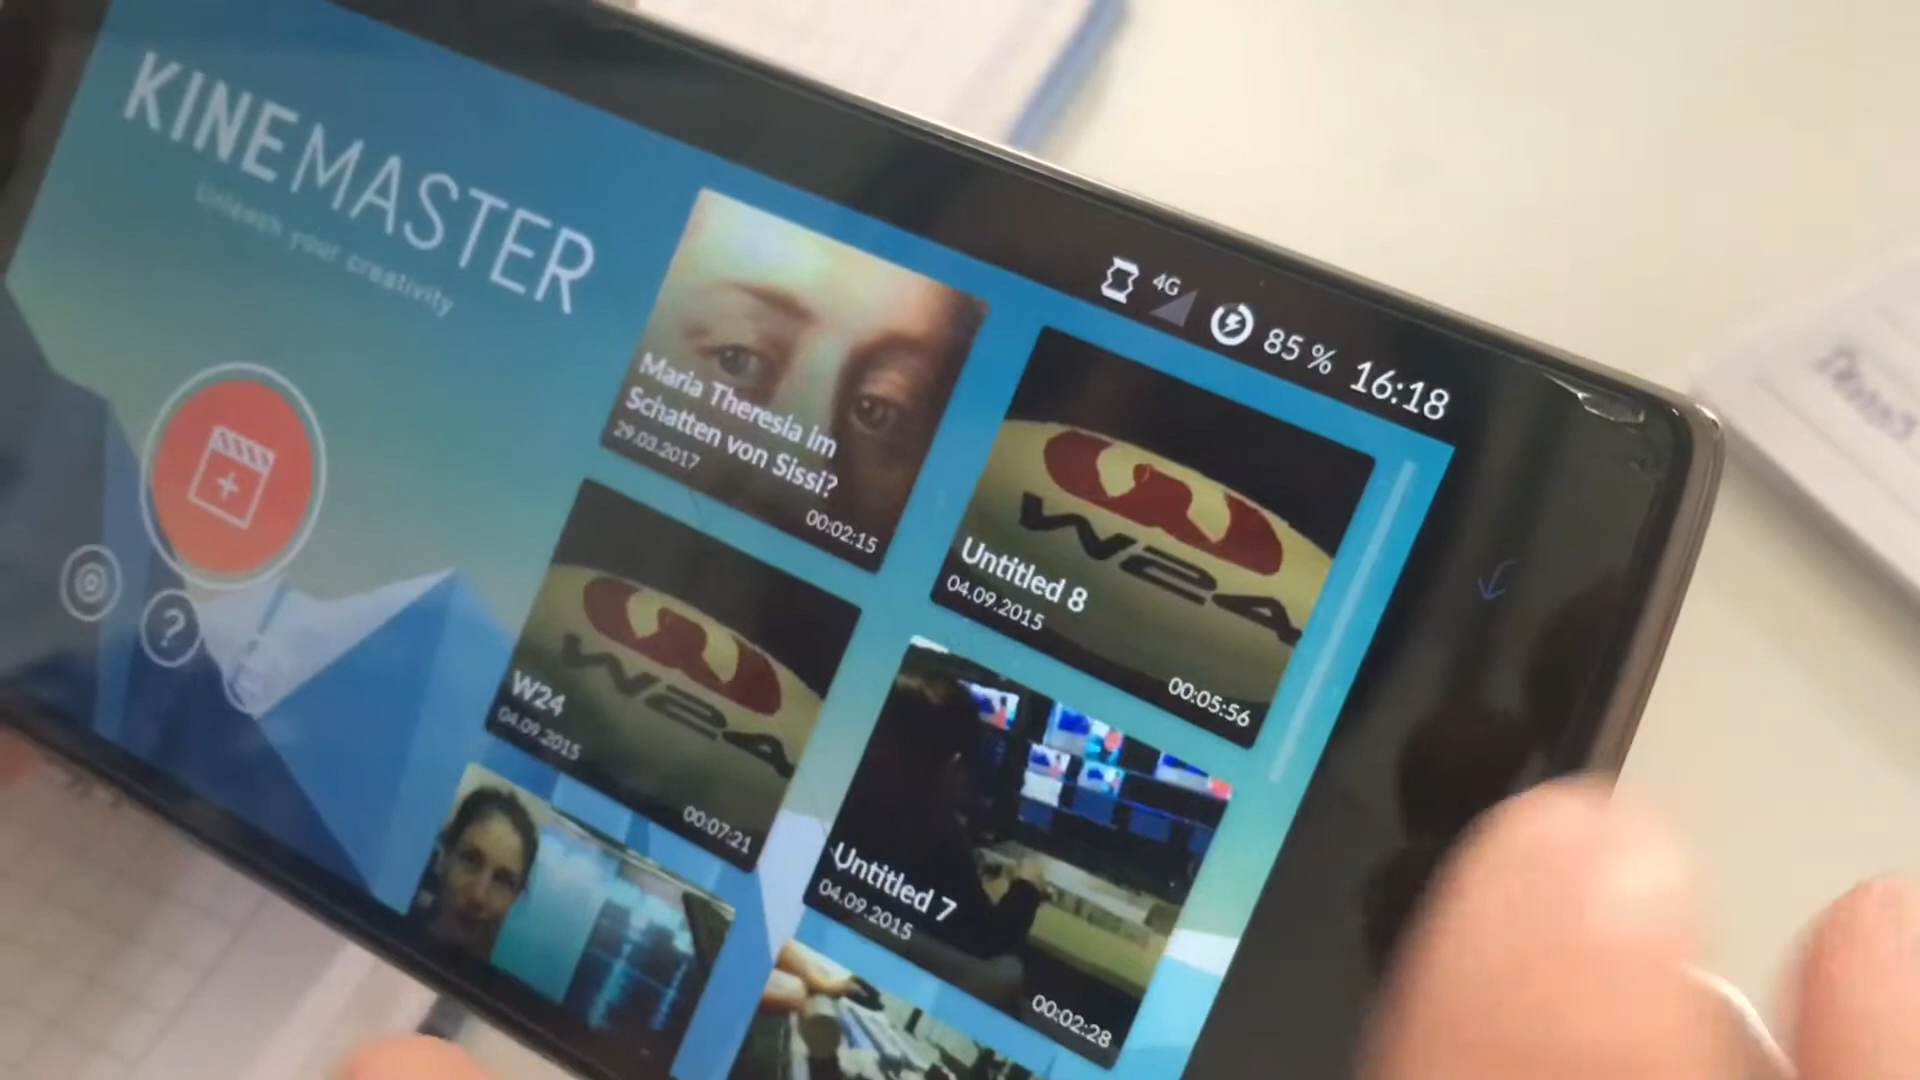 KINEMASTER
Unleash your creativity
4G 85 % 16:18
Maria Theresia im
Schatten von Sissi?
29.03.2017
00:02:15
W24
Untitled 8
04.09.2015
00:05:56
W24
W24
04.09.2015
00:07:21
Untitled 7
04.09.2015
00:02:28
?